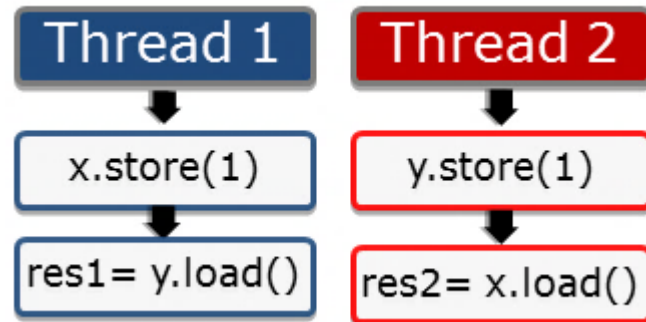 Thread 1
x.store(1)
res1= y.load()
Thread 2
y.store(1)
res2= x.load()